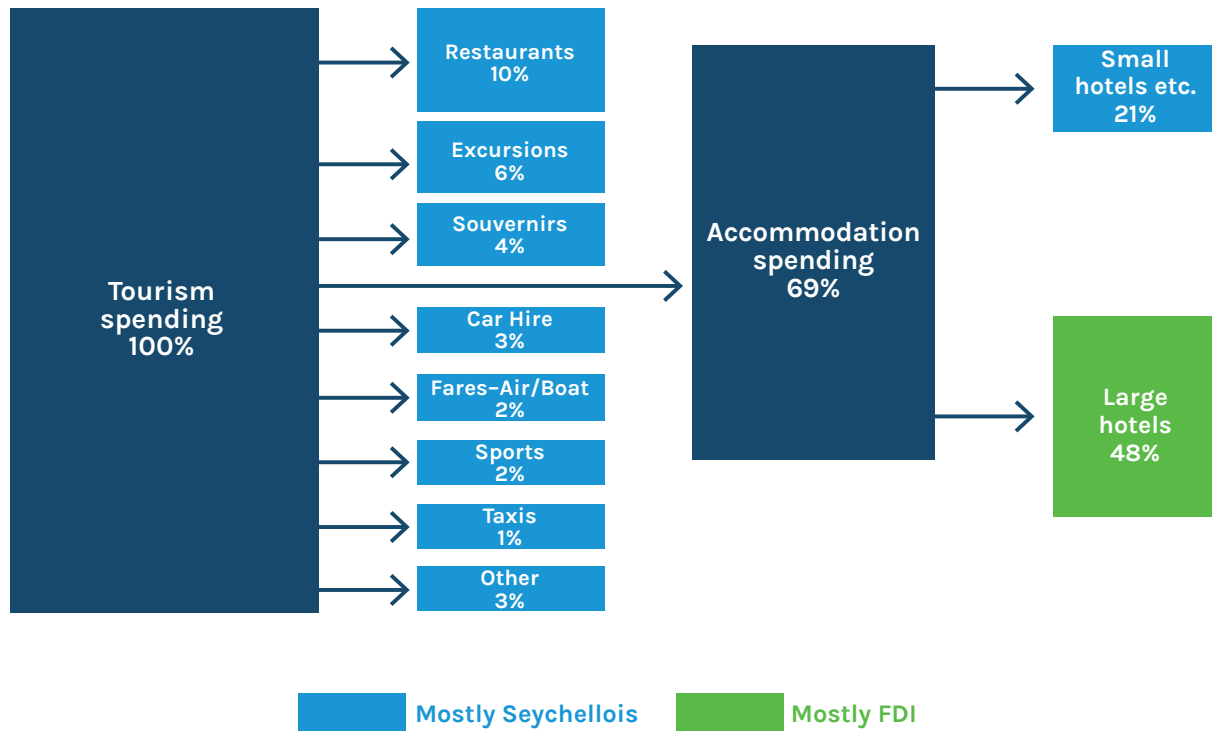 Tourism
spending
100%
Restaurants
10%
Excursions
6%
Souvernirs
4%
Car Hire
3%
Fares–Air/Boat
2%
Sports
2%
Taxis
1%
Other
3%
Accommodation
spending
69%
Small
hotels etc.
21%
Large
hotels
48%
Mostly Seychellois
Mostly FDI